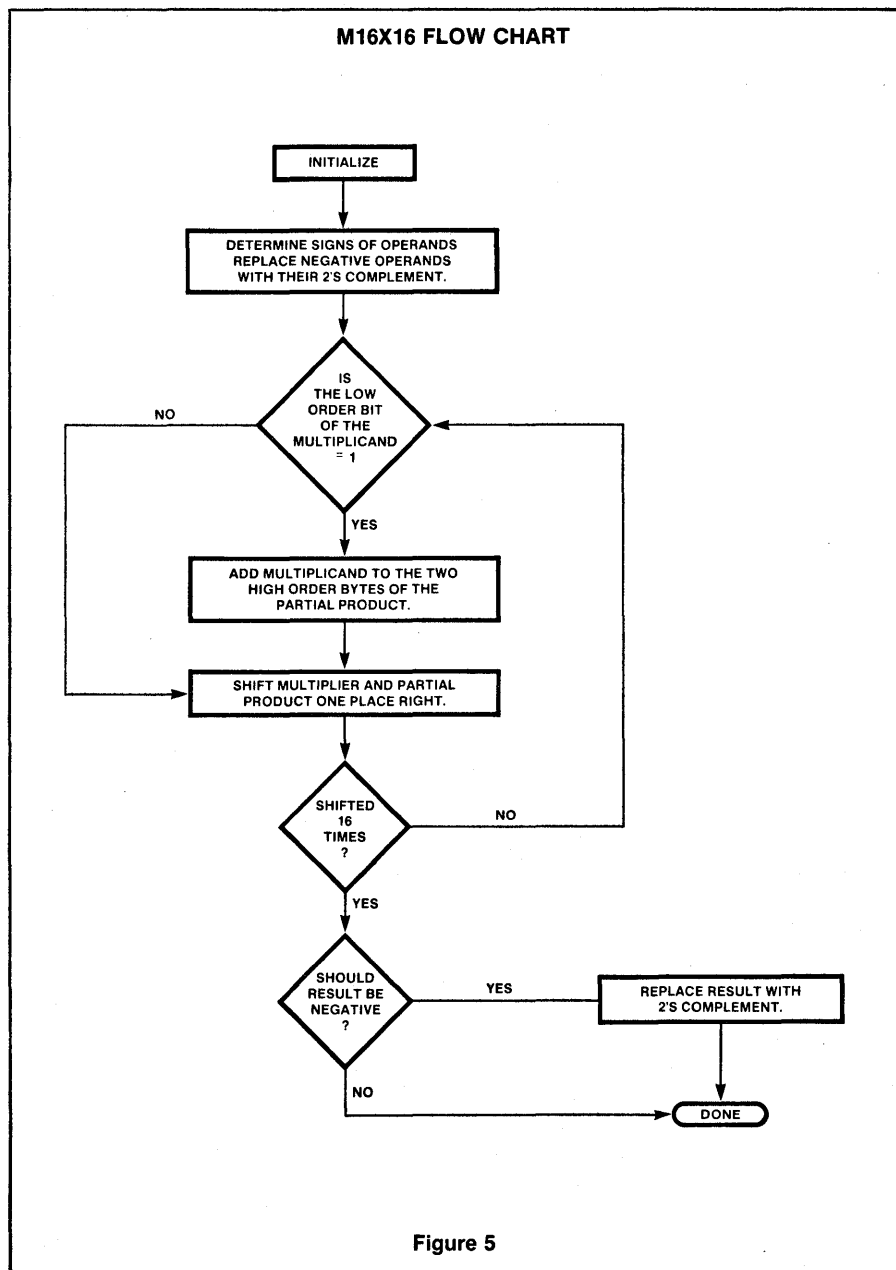 M16X16 FLOW CHART
INITIALIZE
DETERMINE SIGNS OF OPERANDS
REPLACE NEGATIVE OPERANDS
WITH THEIR 2'S COMPLEMENT.
IS
THE LOW
ORDER BIT
OF THE
MULTIPLICAND
= 1
NO
YES
ADD MULTIPLICAND TO THE TWO
HIGH ORDER BYTES OF THE
PARTIAL PRODUCT.
SHIFT MULTIPLIER AND PARTIAL
PRODUCT ONE PLACE RIGHT.
SHIFTED
16
TIMES
?
NO
YES
SHOULD
RESULT BE
NEGATIVE
?
YES
REPLACE RESULT WITH
2'S COMPLEMENT.
NO
DONE
Figure 5